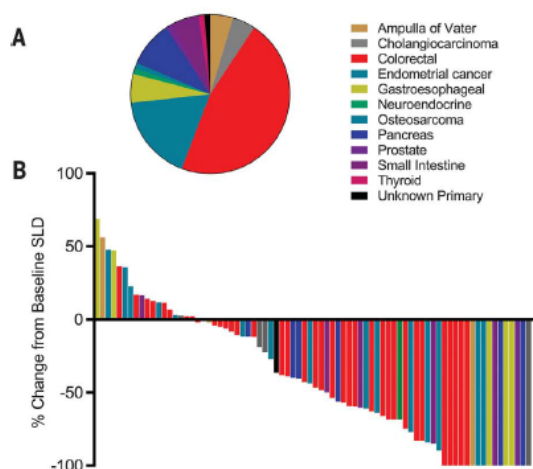 A
Ampulla of Vater
Cholangiocarcinoma
Colorectal
Endometrial cancer
Gastroesophageal
Neuroendocrine
Osteosarcoma
Pancreas
Prostate
Small Intestine
Thyroid
Unknown Primary
B
% Change from Baseline SLD
100
50
0
-50
-100